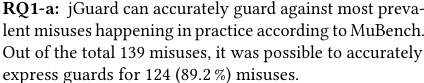 RQ1-a: jGuard can accurately guard against most preva-
lent misuses happening in practice according to MuBench.
Out of the total 139 misuses, it was possible to accurately
express guards for 124 (89.2 %) misuses.